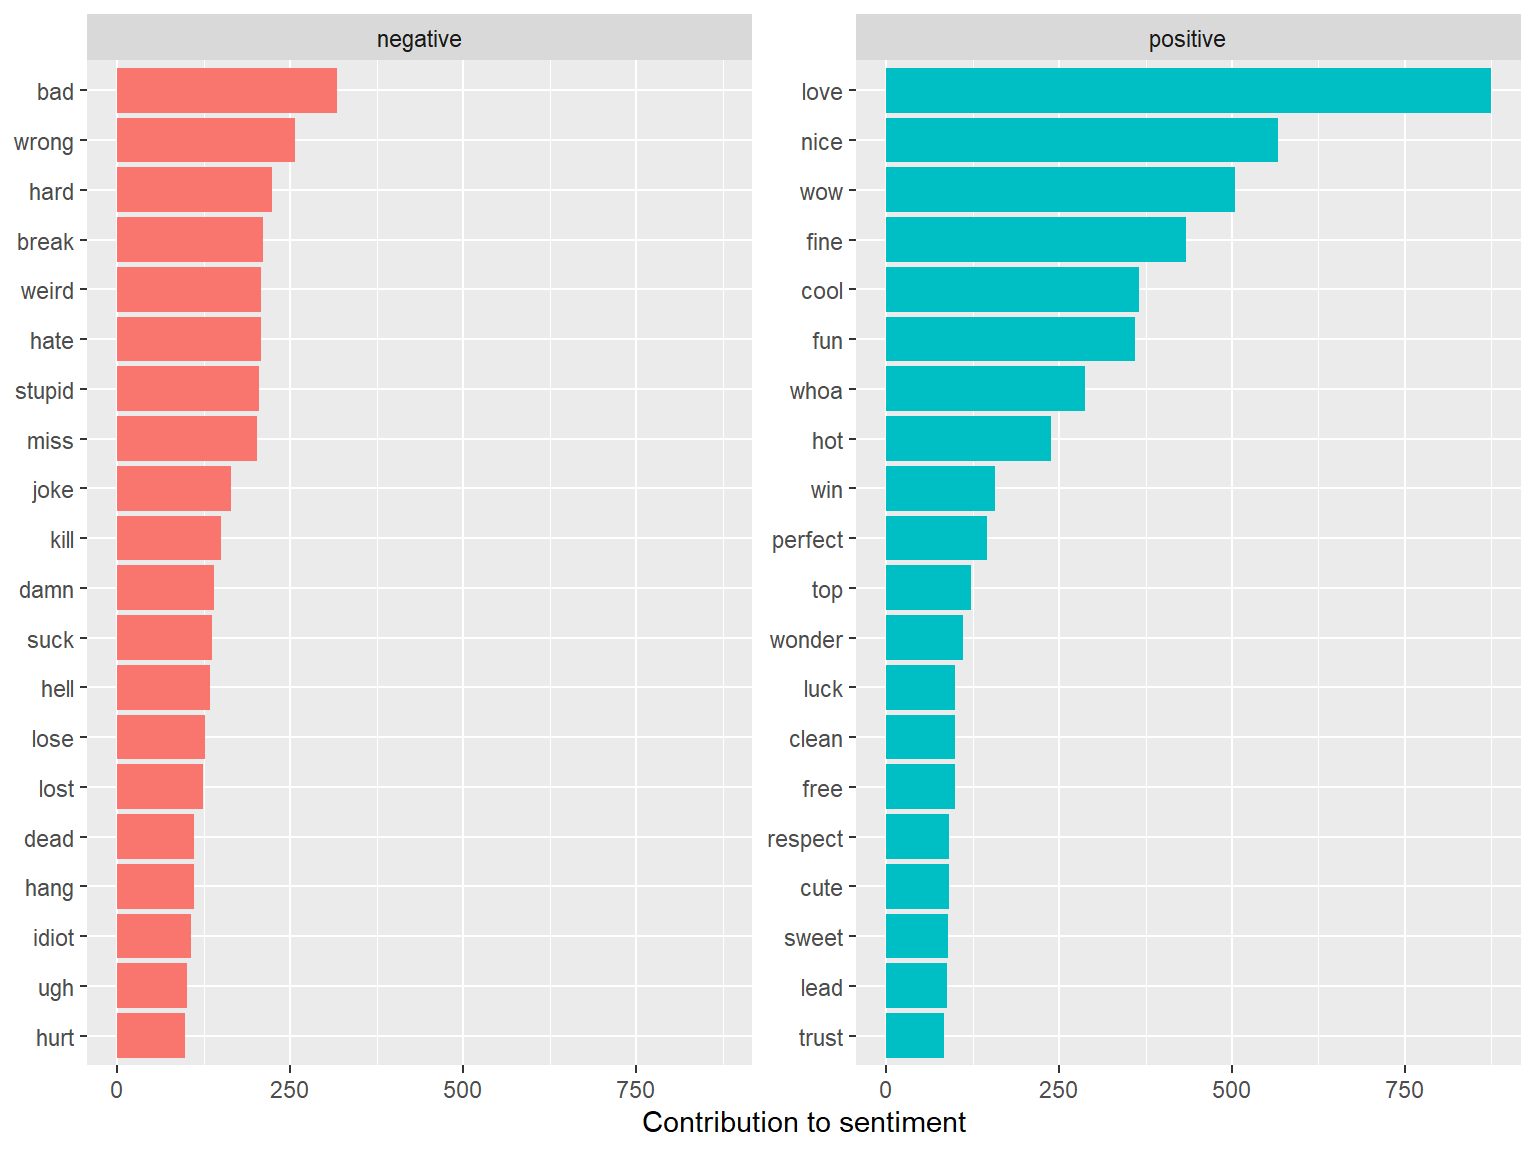 negative
bad
wrong
hard
break
weird
hate
stupid
miss
joke
kill
damn
suck
hell
lose
lost
dead
hang
idiot
ugh
hurt
0 250 500 750
positive
love
nice
wow
fine
cool
fun
whoa
hot
win
perfect
top
wonder
luck
clean
free
respect
cute
sweet
lead
trust
0 250 500 750
Contribution to sentiment